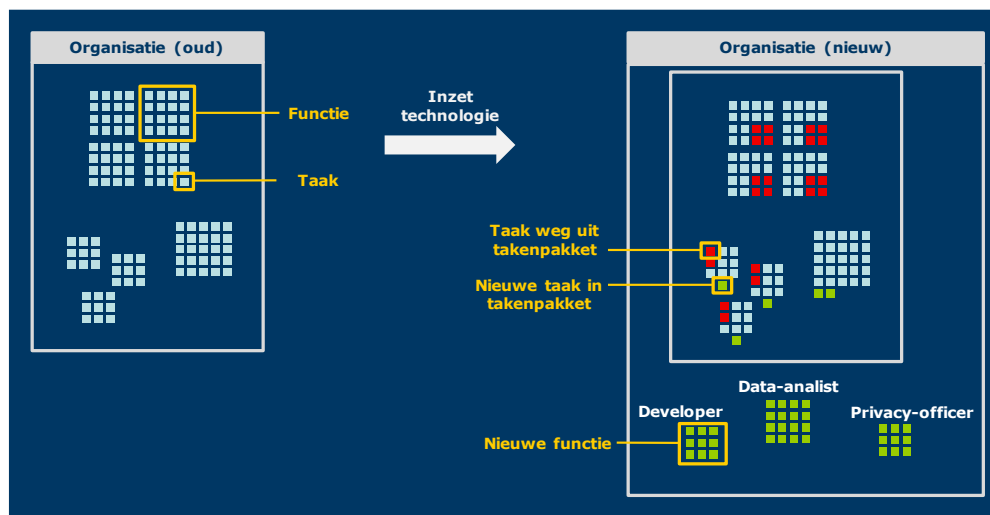 Organisatie (oud)
Functie
Taak
Inzet
technologie
Organisatie (nieuw)
Taak weg uit
takenpakket
Nieuwe taak in
takenpakket
Data-analist
Developer
Privacy-officer
Nieuwe functie